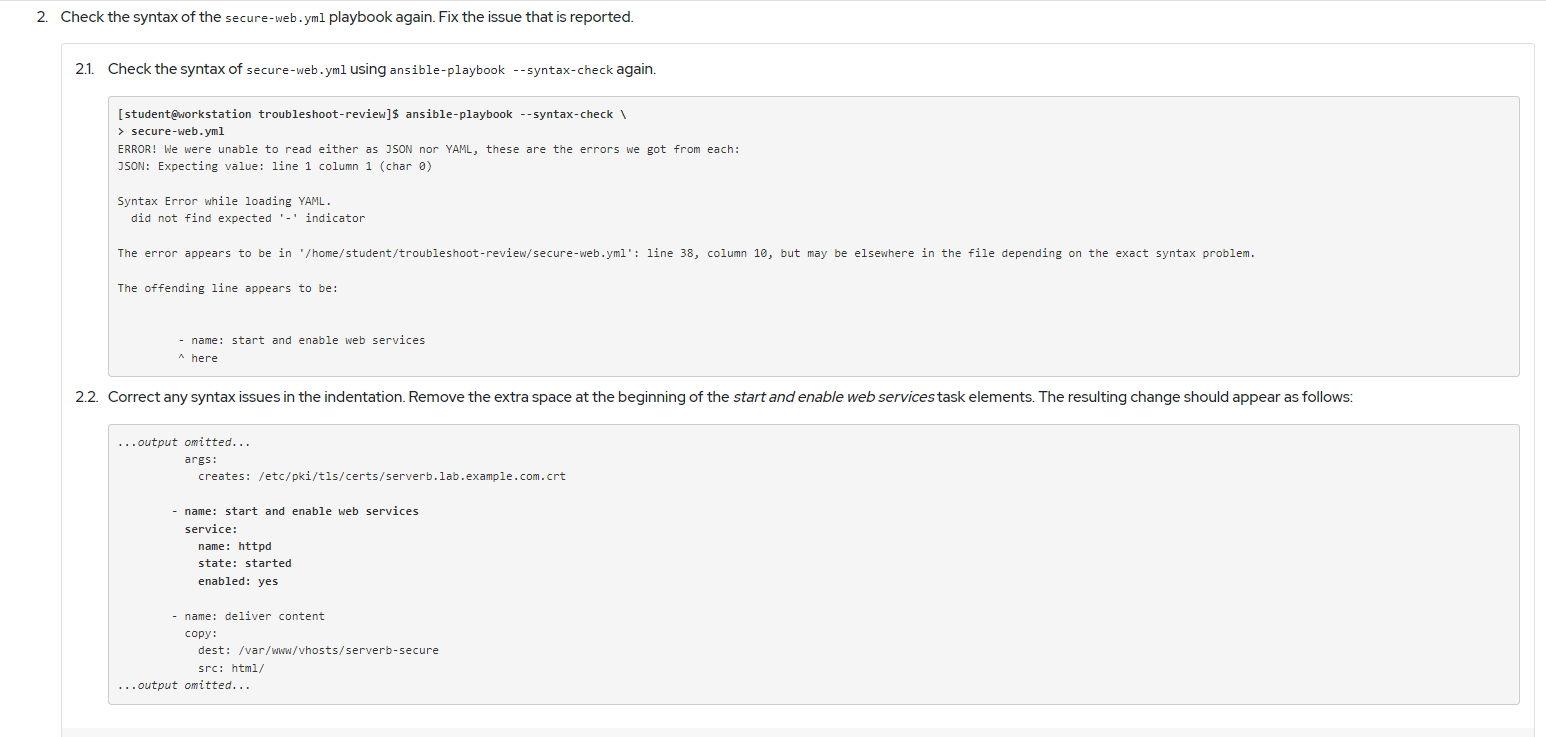 2. Check the syntax of the secure-web.yml playbook again. Fix the issue that is reported.
2.1. Check the syntax of secure-web.yml using ansible-playbook --syntax-check again.
[student@workstation troubleshoot-review]$ ansible-playbook --syntax-check \
> secure-web.yml
ERROR! We were unable to read either as JSON nor YAML, these are the errors we got from each:
JSON: Expecting value: line 1 column 1 (char 0)

Syntax Error while loading YAML.
  did not find expected '-' indicator

The error appears to be in '/home/student/troubleshoot-review/secure-web.yml': line 38, column 10, but may be elsewhere in the file depending on the exact syntax problem.

The offending line appears to be:


         - name: start and enable web services
         ^ here
2.2. Correct any syntax issues in the indentation. Remove the extra space at the beginning of the start and enable web services task elements. The resulting change should appear as follows:
...output omitted...
          args:
            creates: /etc/pki/tls/certs/serverb.lab.example.com.crt

        - name: start and enable web services
          service:
            name: httpd
            state: started
            enabled: yes

        - name: deliver content
          copy:
            dest: /var/www/vhosts/serverb-secure
            src: html/
...output omitted...